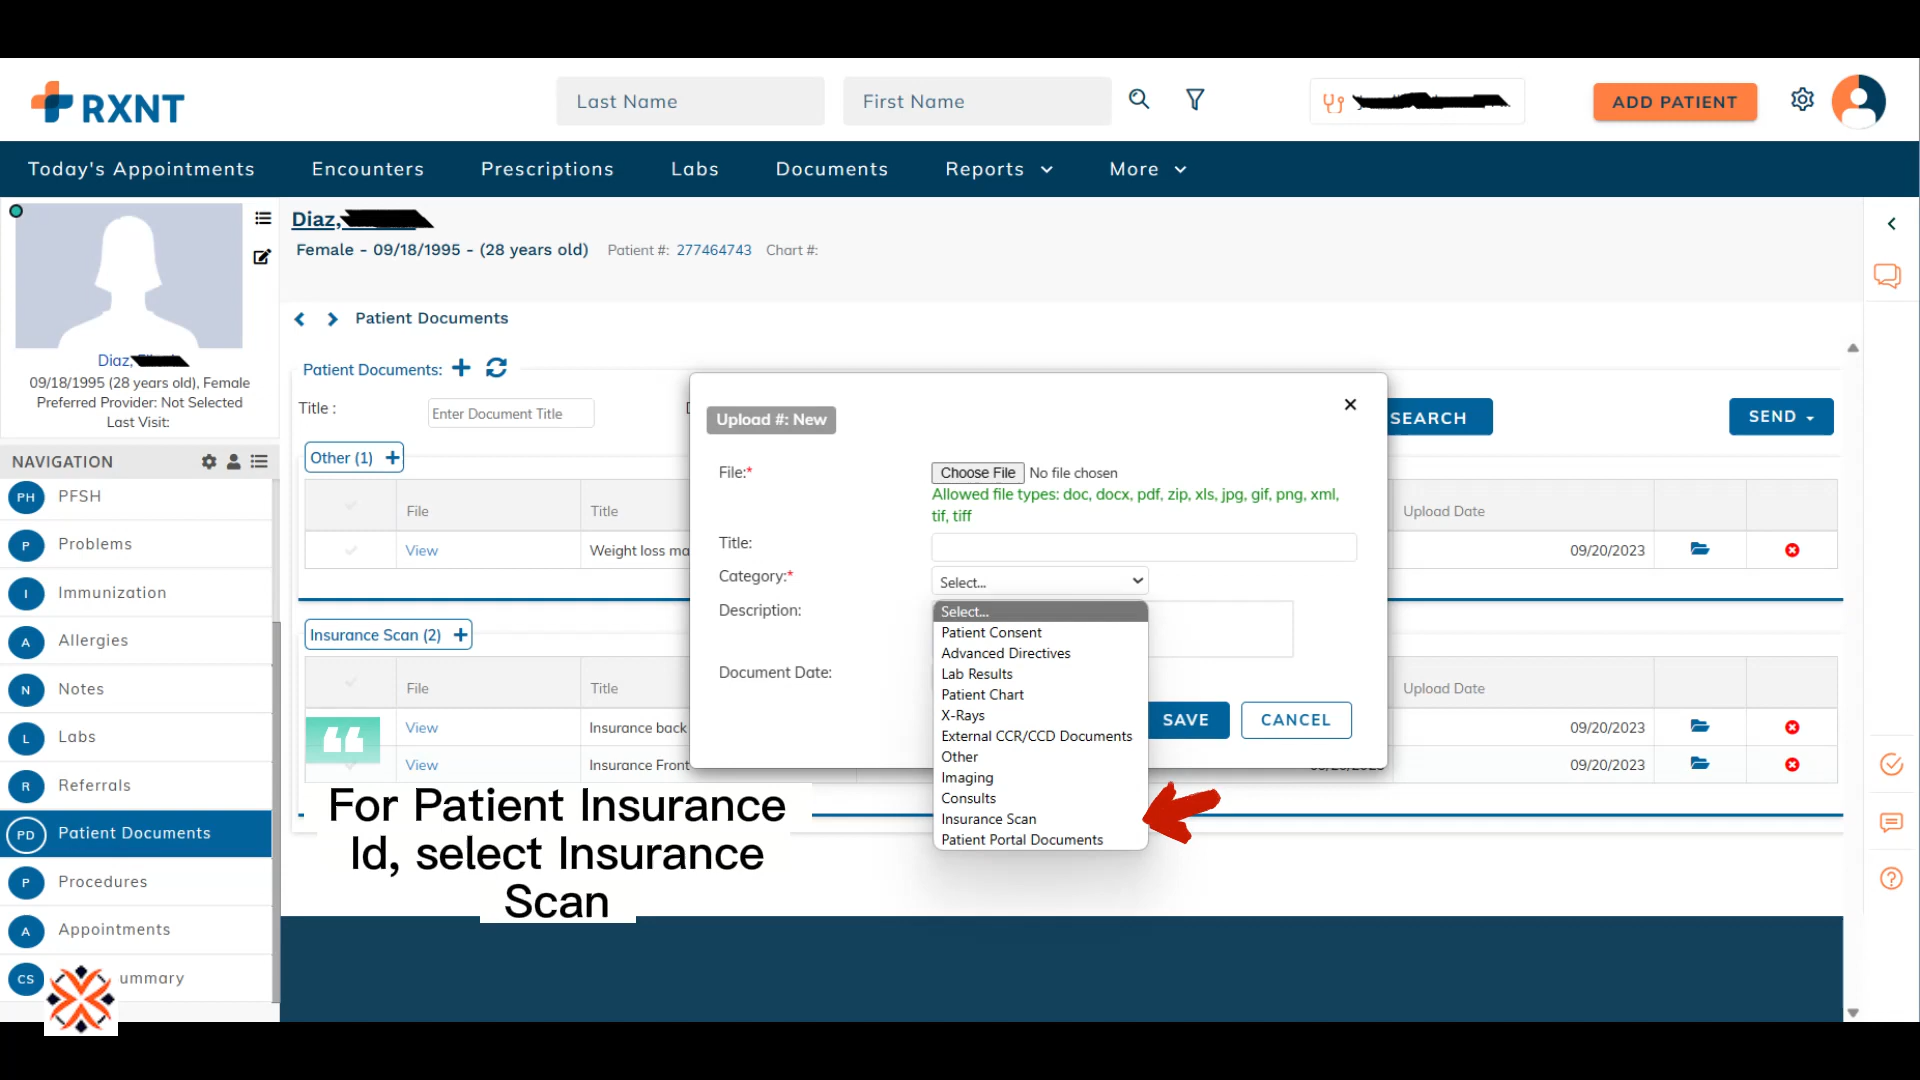 RXNT
Last Name
First Name
ADD PATIENT
Today's Appointments
Encounters
Prescriptions
Labs
Documents
Reports
More
Diaz,
Female - 09/18/1995 - (28 years old) Patient #: 277464743 Chart #:
Diaz,
09/18/1995 (28 years old), Female
Preferred Provider: Not Selected
Last Visit:
NAVIGATION
PH PFSH
P Problems
I Immunization
A Allergies
N Notes
L Labs
R Referrals
PD Patient Documents
P Procedures
A Appointments
CS ummary
Patient Documents
Patient Documents:
Title :
Enter Document Title
SEARCH
SEND
Other (1)
File Title Upload Date
View Weight loss ma 09/20/2023
Insurance Scan (2)
File Title Upload Date
View Insurance back 09/20/2023
View Insurance Front 09/20/2023
Upload #: New
File:*
Choose File No file chosen
Allowed file types: doc, docx, pdf, zip, xls, jpg, gif, png, xml,
tif, tiff
Title:
Category:*
Select...
Description:
Document Date:
Select...
Patient Consent
Advanced Directives
Lab Results
Patient Chart
X-Rays
External CCR/CCD Documents
Other
Imaging
Consults
Insurance Scan
Patient Portal Documents
SAVE
CANCEL
For Patient Insurance
Id, select Insurance
Scan